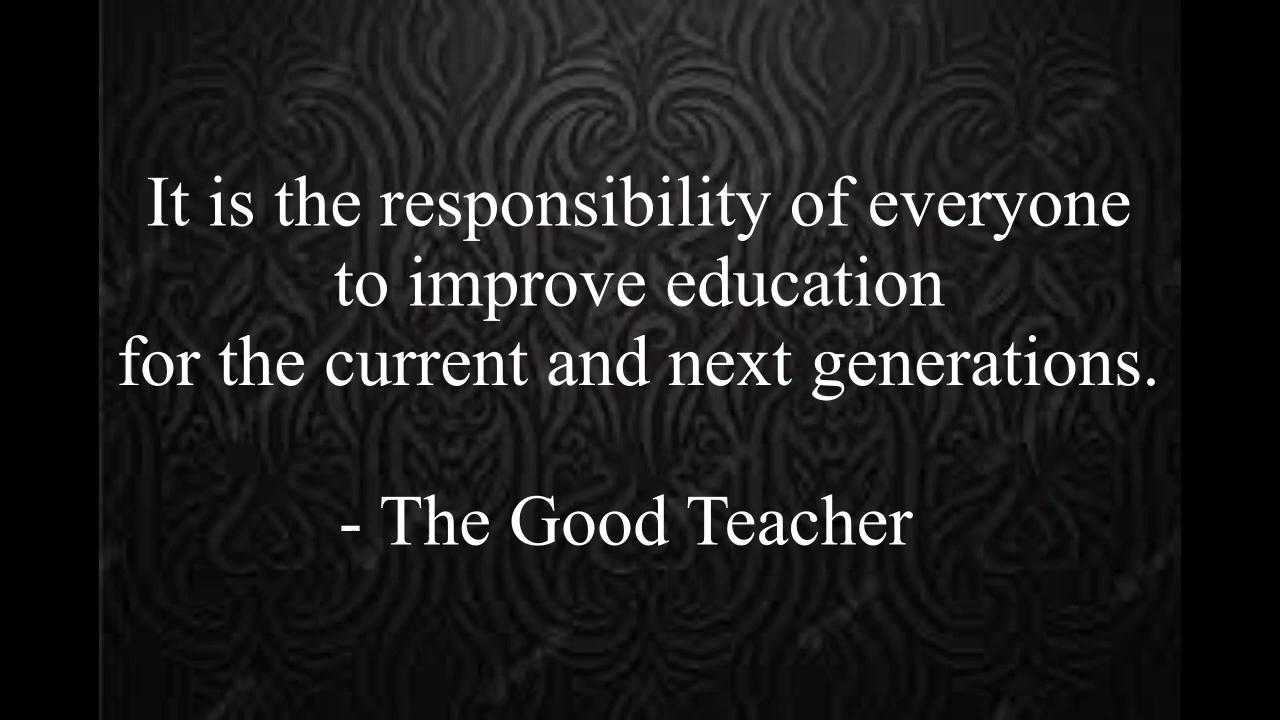 It is the responsibility of everyone
to improve education
for the current and next generations.
- The Good Teacher